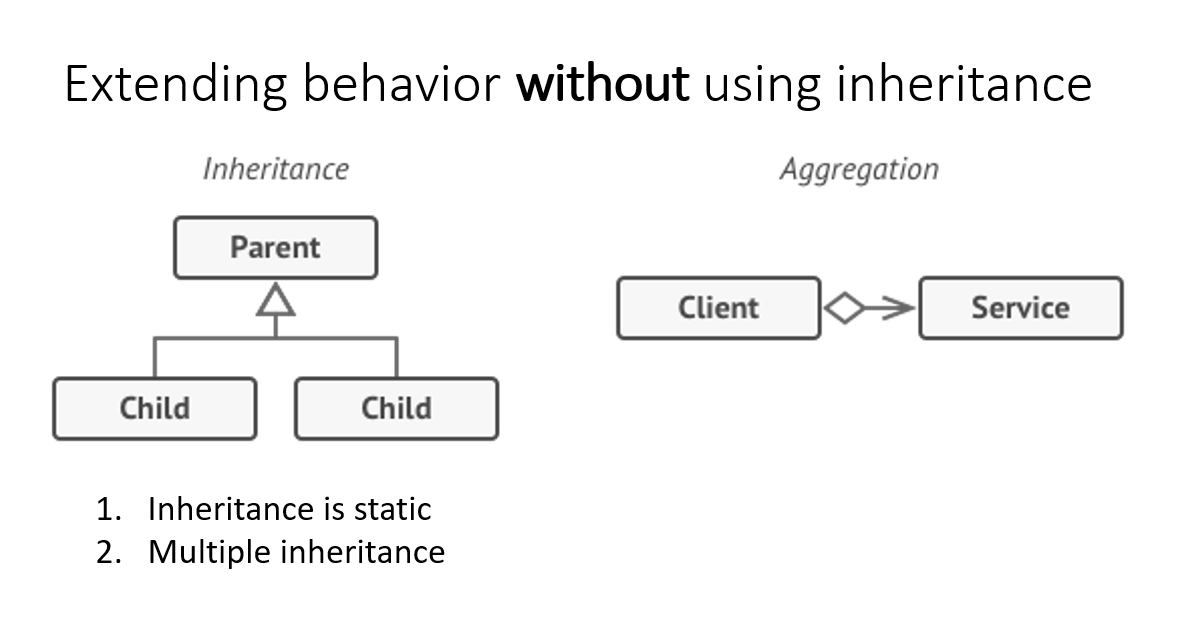 Extending behavior without using inheritance
Inheritance
Aggregation
Parent
Client
Service
Child
Child
1. Inheritance is static
2. Multiple inheritance